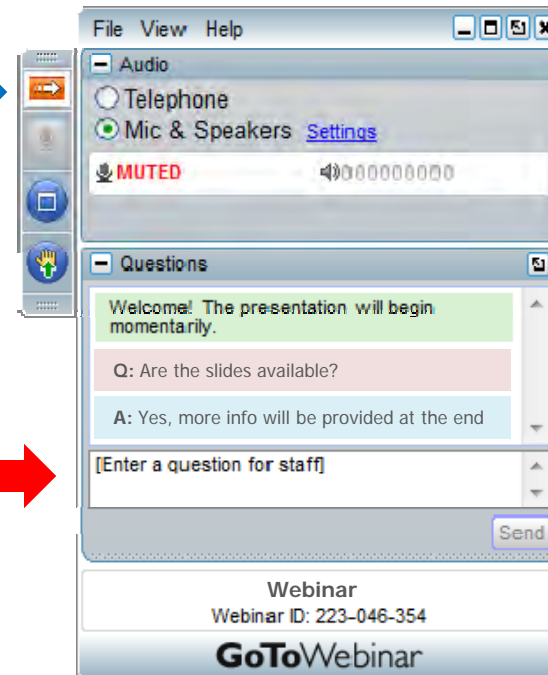 File View Help
Audio
Telephone
Mic & Speakers Settings
MUTED
Questions
Welcome! The presentation will begin
momentarily.
Q: Are the slides available?
A: Yes, more info will be provided at the end
[Enter a question for staff]
Send
Webinar
Webinar ID: 223-046-354
GoToWebinar